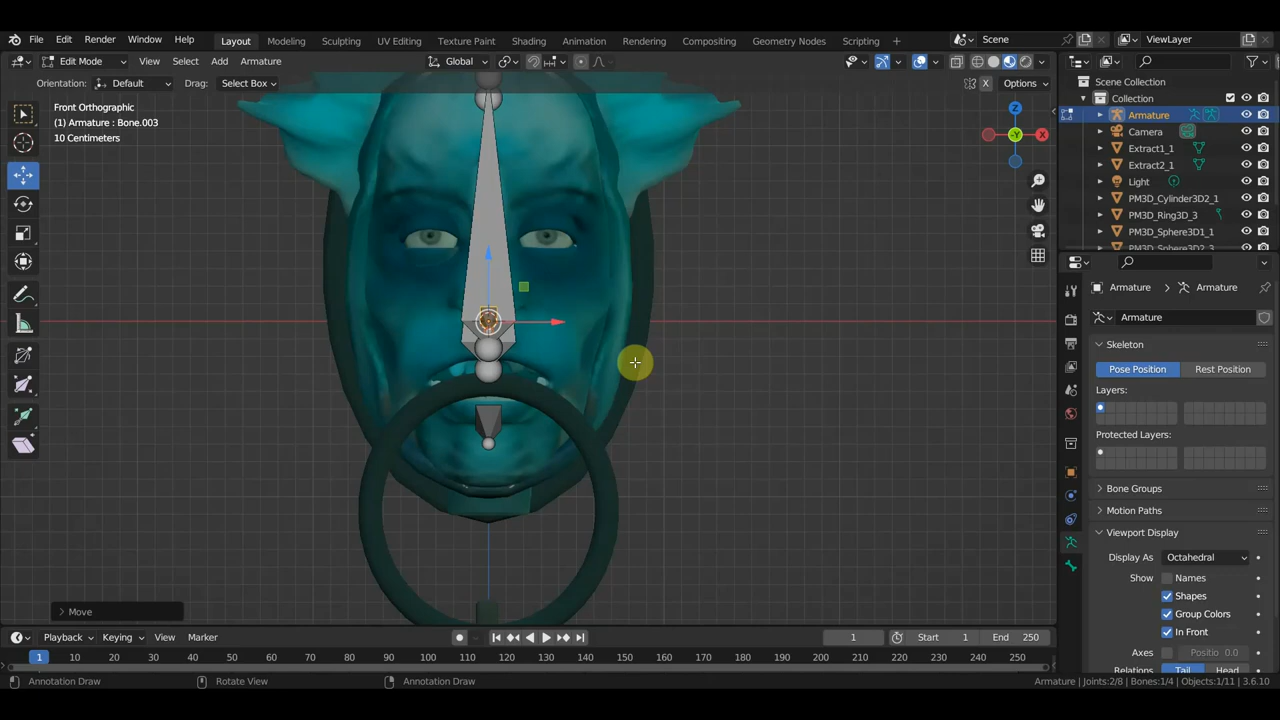 File Edit Render Window Help Layout Modeling Sculpting UV Editing Texture Paint Shading Animation Rendering Compositing Geometry Nodes Scripting + Scene ViewLayer
Edit Mode View Select Add Armature Global
Orientation: Default Drag: Select Box X Options
Front Orthographic
(1) Armature : Bone.003
10 Centimeters
Z
-Y
X
Move
Scene Collection
Collection
Armature
Camera
Extract1_1
Extract2_1
Light
PM3D_Cylinder3D2_1
PM3D_Ring3D_3
PM3D_Sphere3D1_1
PM3D_Sphere3D2_3
Armature > Armature
Armature
Skeleton
Pose Position Rest Position
Layers:
Protected Layers:
Bone Groups
Motion Paths
Viewport Display
Display As Octahedral
Show Names
Shapes
Group Colors
In Front
Axes Positio 0.0
Relations Tail Head
Playback Keying View Marker 1 Start 1 End 250
1 10 20 30 40 50 60 70 80 90 100 110 120 130 140 150 160 170 180 190 200 210 220 230 240 250
Annotation Draw Rotate View Annotation Draw Armature | Joints:2/8 | Bones:1/4 | Objects:1/11 | 3.6.10